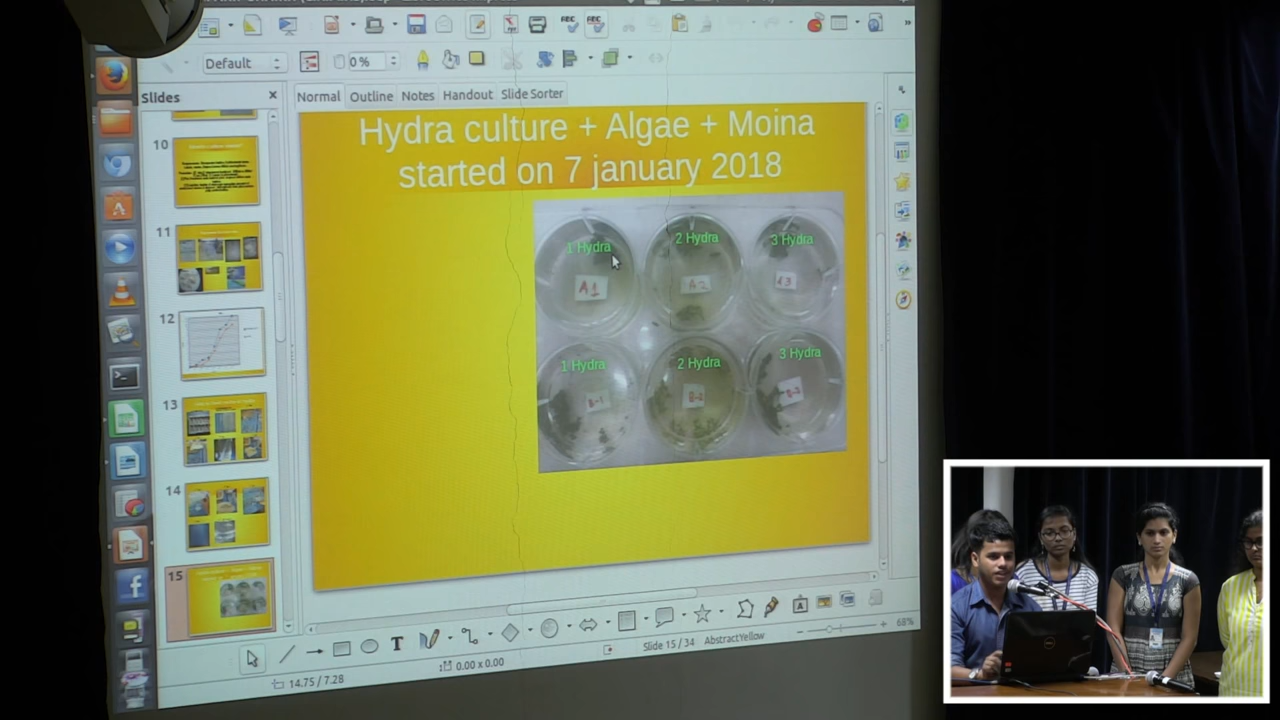 Default
0%
Slides
Normal
Outline
Notes
Handout
Slide Sorter
10
11
12
13
14
15
Hydra culture + Algae + Moina
started on 7 january 2018
1 Hydra
2 Hydra
3 Hydra
A1
A2
1 Hydra
2 Hydra
3 Hydra
B-1
B-2
Slide 15 / 34
AbstractYellow
68%
14.75 / 7.28
0.00 x 0.00